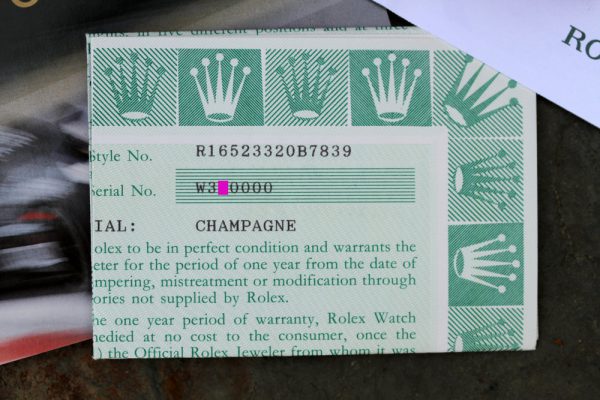 in five different positions and at three
RO
Style No. R16523320B7839
Serial No. W3 0000
IAL: CHAMPAGNE
olex to be in perfect condition and warrants the
eter for the period of one year from the date of
mpering, mistreatment or modification through
ories not supplied by Rolex.
he one year period of warranty, Rolex Watch
nedied at no cost to the consumer, once the
) the Official Rolex Jeweler from whom it was